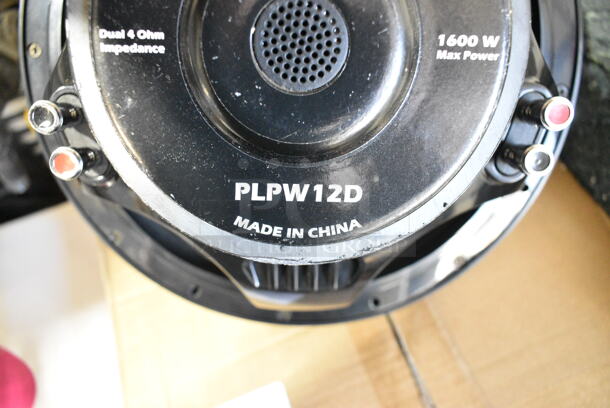 Dual 4 Ohm
Impedance
1600 W
Max Power
PLPW12D
MADE IN CHINA